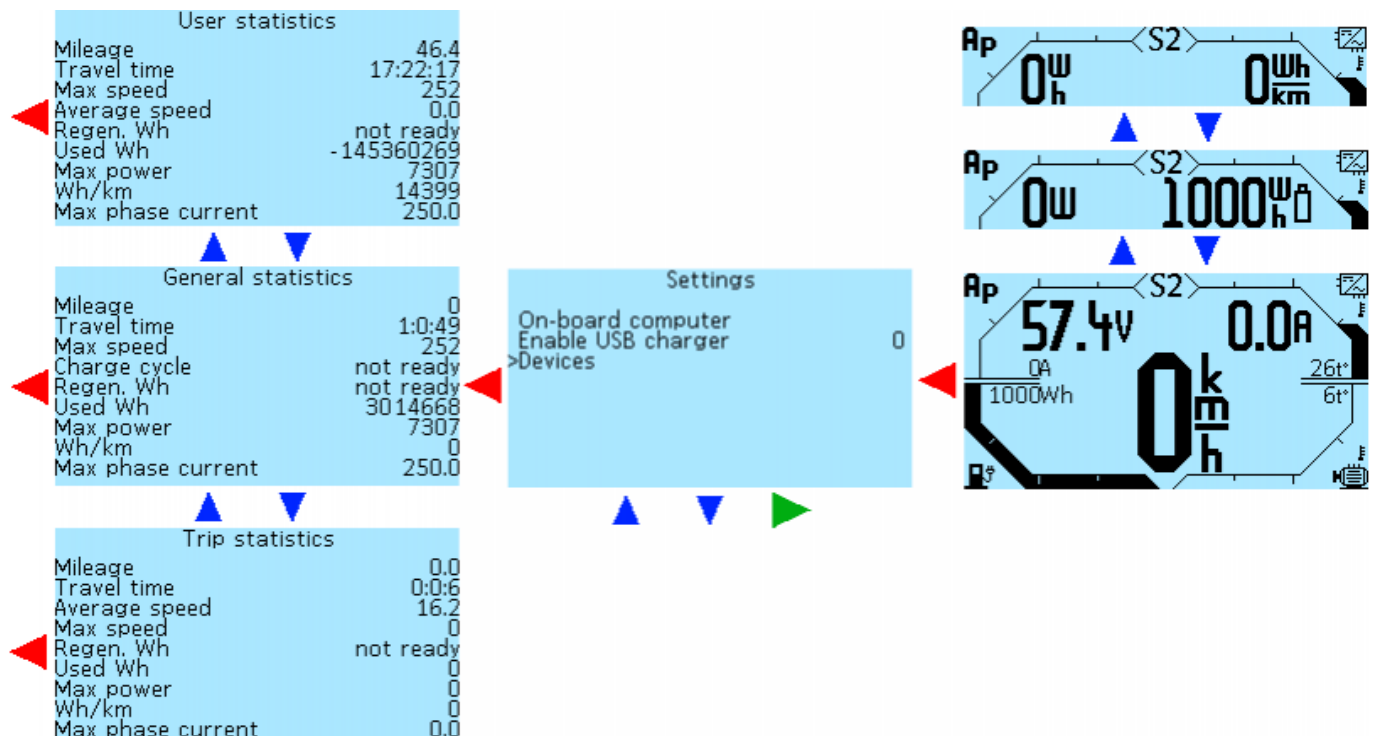 User statistics
Mileage 46.4
Travel time 17:22:17
Max speed 252
Average speed 0.0
Regen. Wh not ready
Used Wh -145360269
Max power 7307
Wh/km 14399
Max phase current 250.0
General statistics
Mileage 0
Travel time 1:0:49
Max speed 252
Charge cycle not ready
Regen. Wh not ready
Used Wh 3014668
Max power 7307
Wh/km 0
Max phase current 250.0
Trip statistics
Mileage 0.0
Travel time 0:0:6
Average speed 16.2
Max speed 0
Regen. Wh not ready
Used Wh 0
Max power 0
Wh/km 0
Max phase current 0.0
Settings
On-board computer
Enable USB charger 0
>Devices
Ap S2
0Wh 0Wh/km
Ap S2
0W 1000Wh
Ap S2
57.4V 0.0A
0A 26t°
1000Wh 6t°
0 km/h